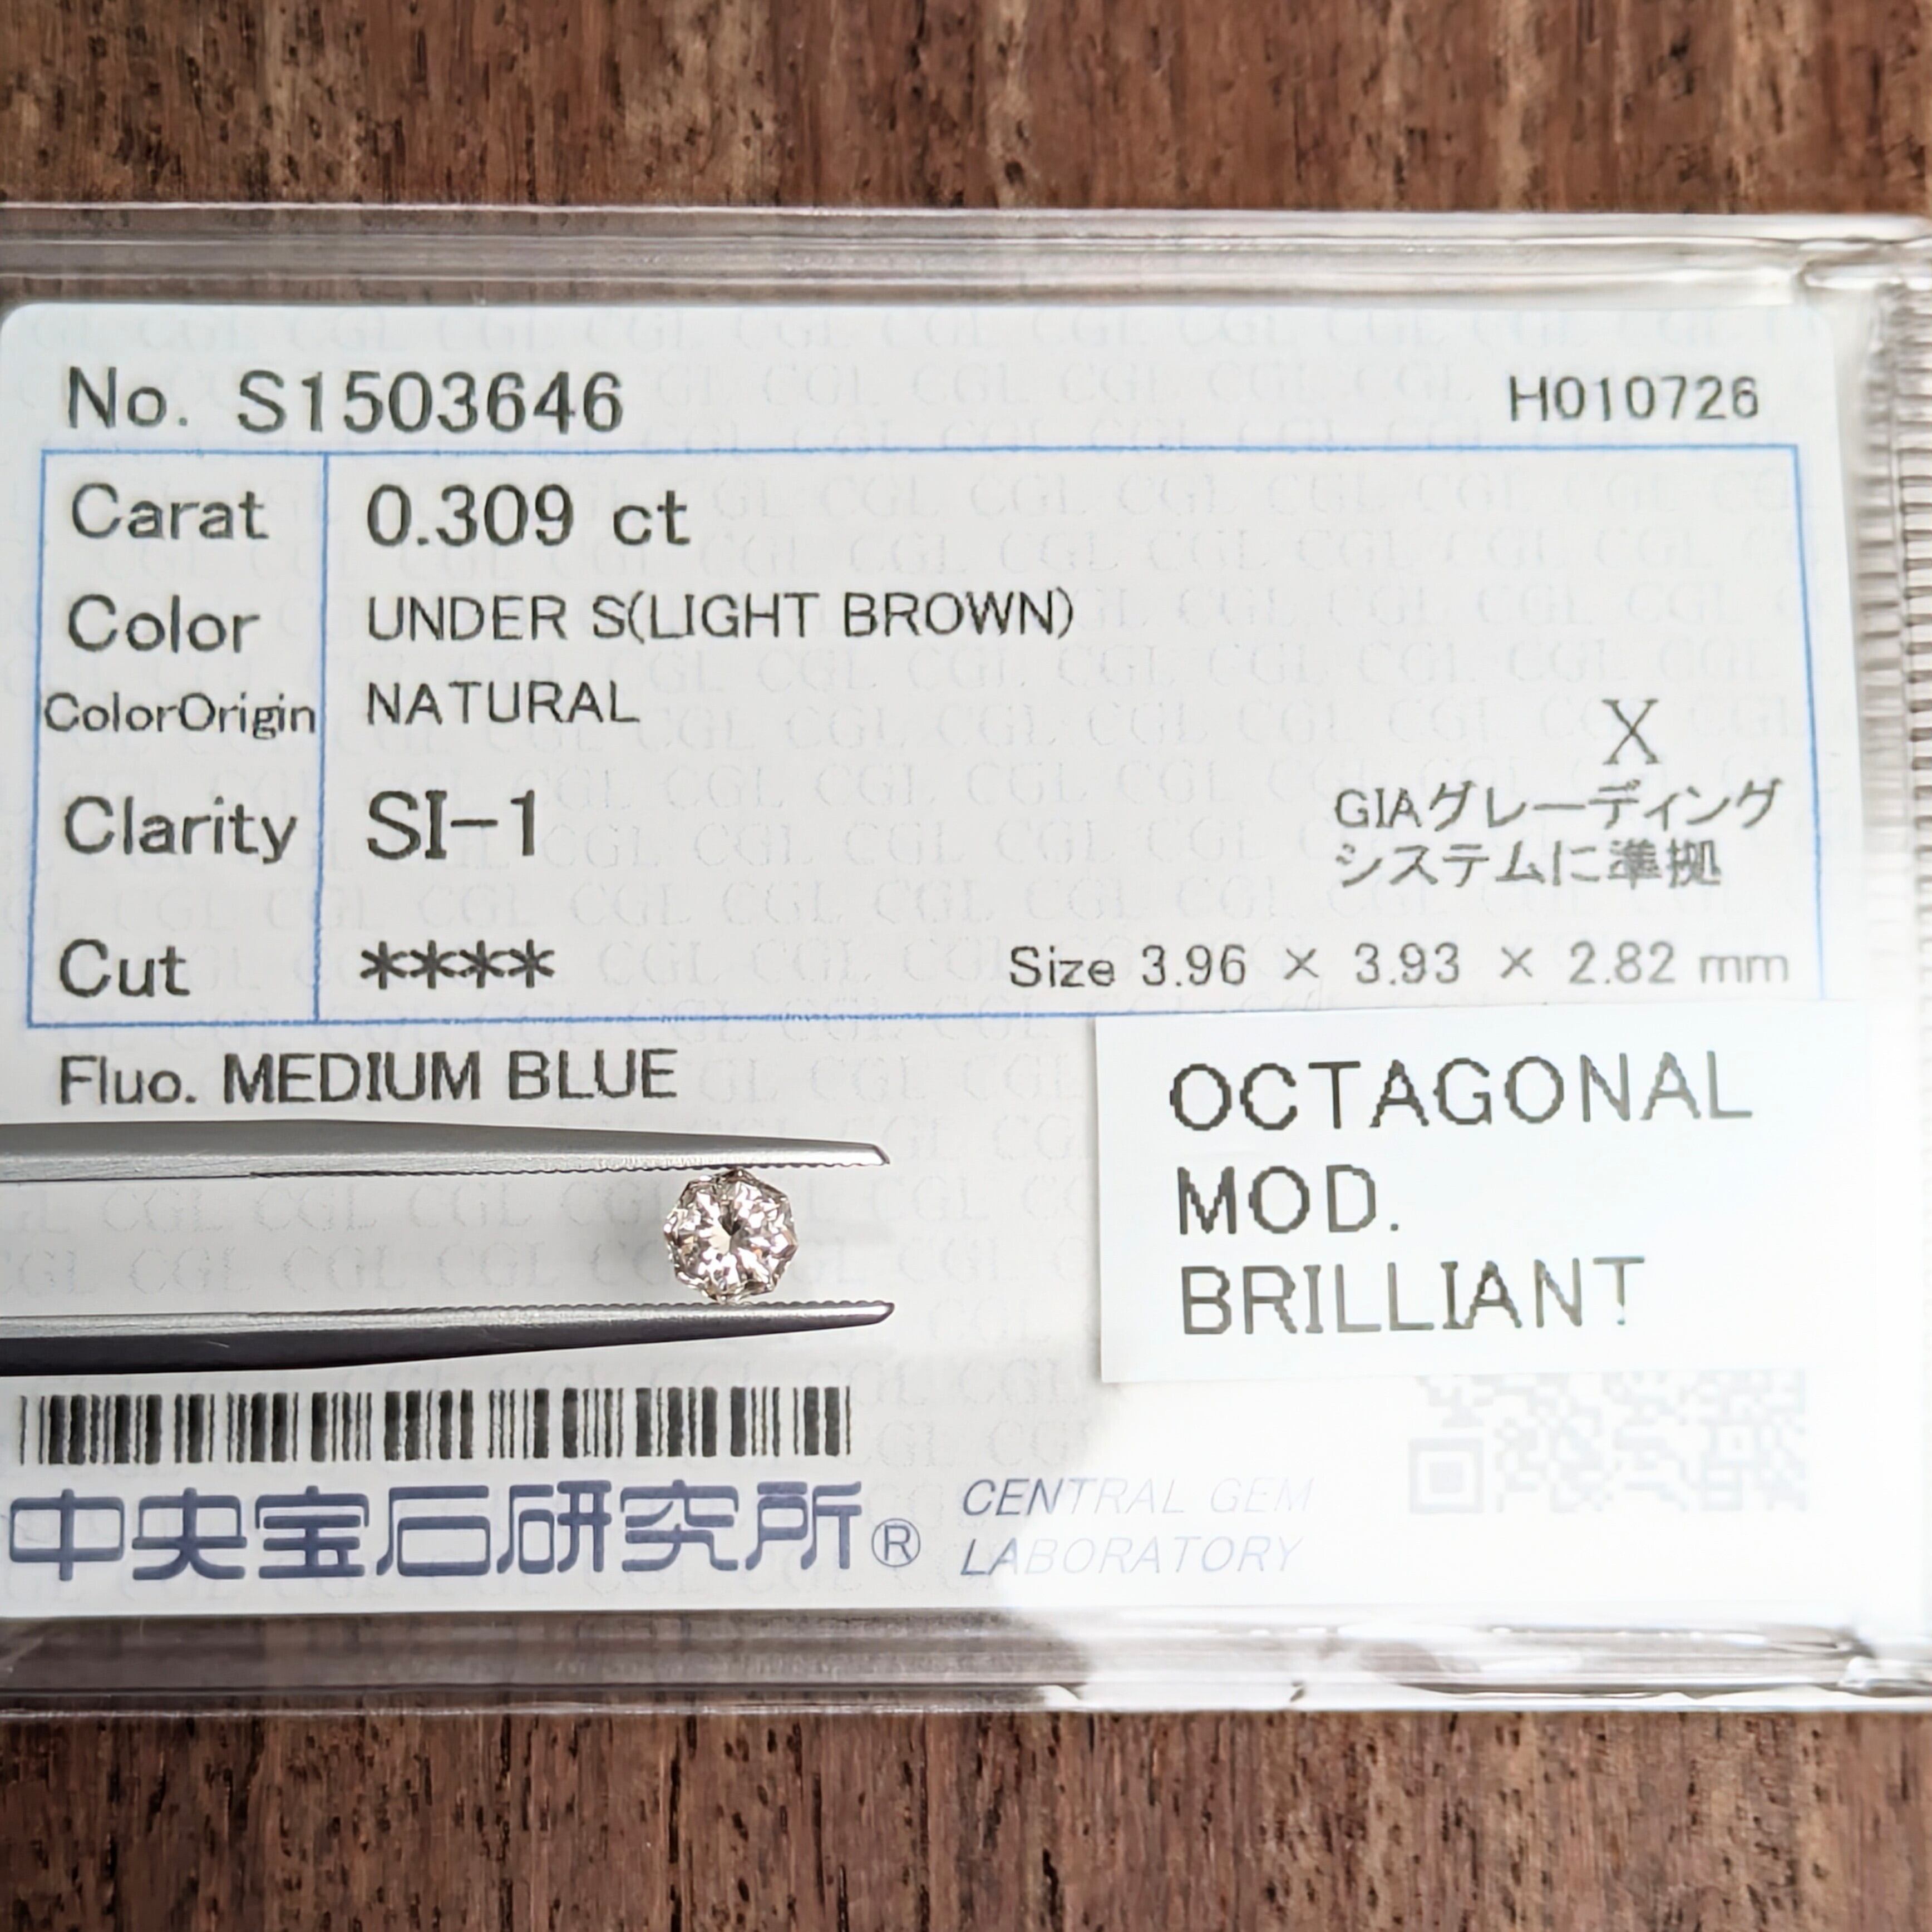 No. S1503646
H010726
Carat 0.309 ct
Color UNDER S(LIGHT BROWN)
ColorOrigin NATURAL
X
Clarity SI-1
GIAグレーディング
システムに準拠
Cut ****
Size 3.96 × 3.93 × 2.82 mm
Fluo. MEDIUM BLUE
OCTAGONAL
MOD.
BRILLIANT
中央宝石研究所®
CENTRAL GEM
LABORATORY